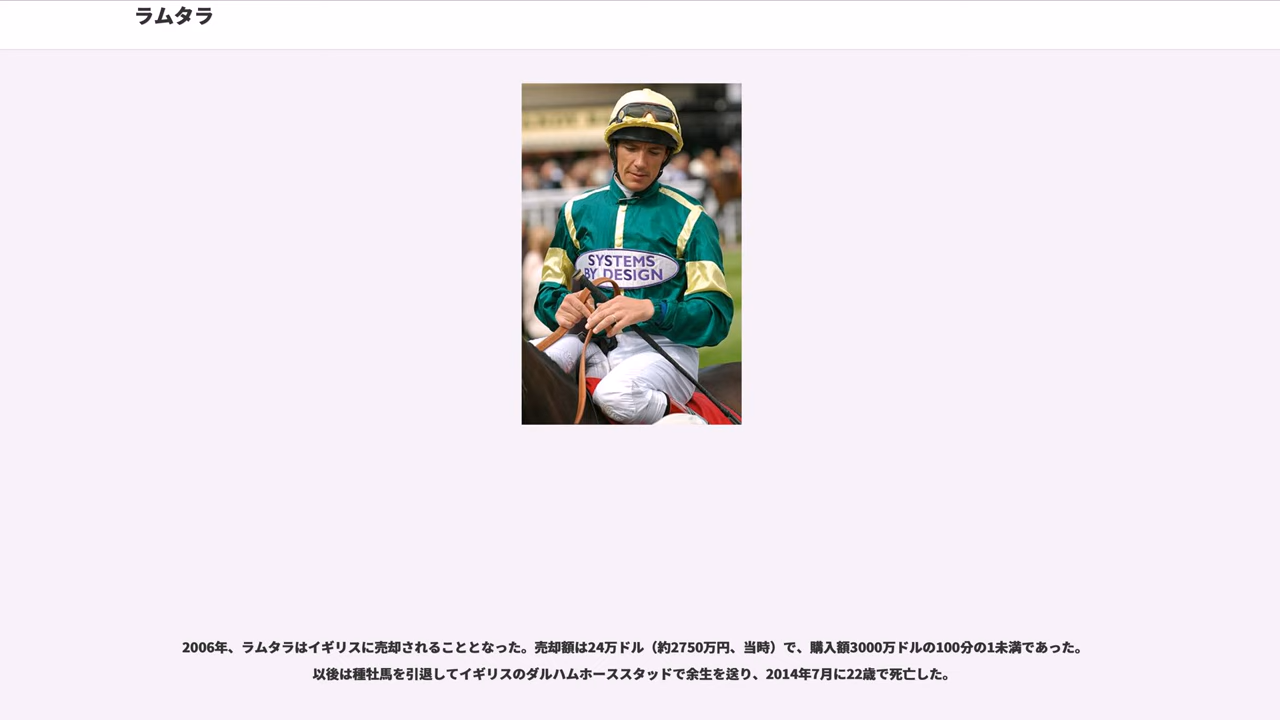 ラムタラ
SYSTEMS
BY DESIGN
2006年、ラムタラはイギリスに売却されることとなった。売却額は24万ドル（約2750万円、当時）で、購入額3000万ドルの100分の1未満であった。
以後は種牡馬を引退してイギリスのダルハムホーススタッドで余生を送り、2014年7月に22歳で死亡した。